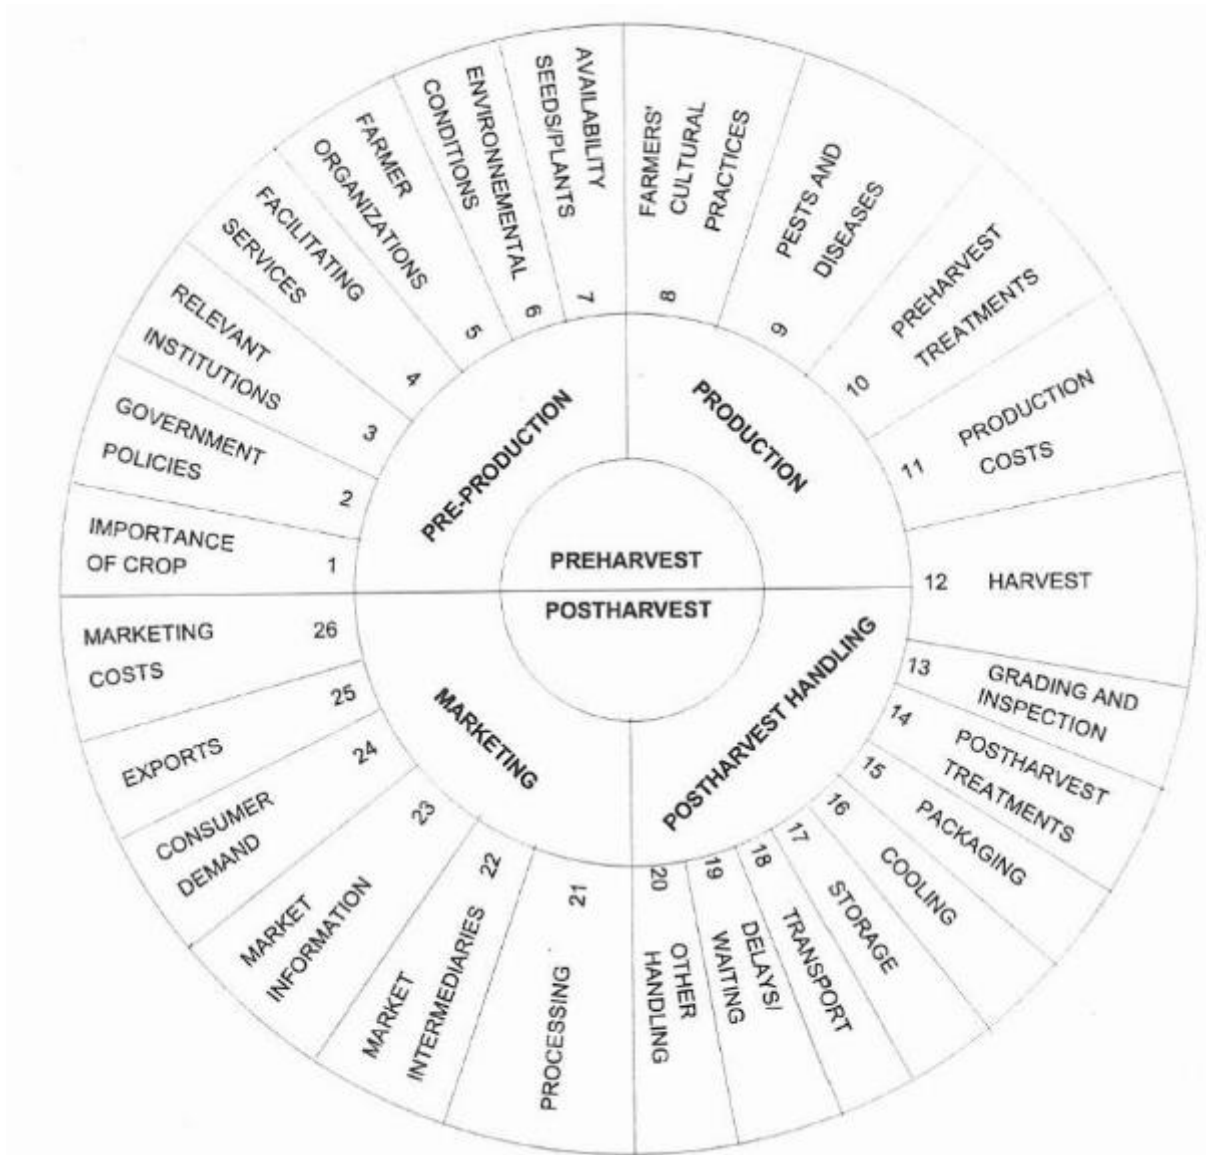 PREHARVEST
POSTHARVEST
PRE-PRODUCTION
PRODUCTION
POSTHARVEST HANDLING
MARKETING
IMPORTANCE
OF CROP
1
GOVERNMENT
POLICIES
2
RELEVANT
INSTITUTIONS
3
FACILITATING
SERVICES
4
FARMER
ORGANIZATIONS
5
ENVIRONNEMENTAL
CONDITIONS
6
AVAILABILITY
SEEDS/PLANTS
7
FARMERS'
CULTURAL
PRACTICES
8
PESTS AND
DISEASES
9
PREHARVEST
TREATMENTS
10
PRODUCTION
COSTS
11
12 HARVEST
13
GRADING AND
INSPECTION
14
POSTHARVEST
TREATMENTS
15
PACKAGING
16
COOLING
17
STORAGE
18
TRANSPORT
19
DELAYS/
WAITING
20
OTHER
HANDLING
21
PROCESSING
22
MARKET
INTERMEDIARIES
23
MARKET
INFORMATION
24
CONSUMER
DEMAND
25
EXPORTS
26
MARKETING
COSTS